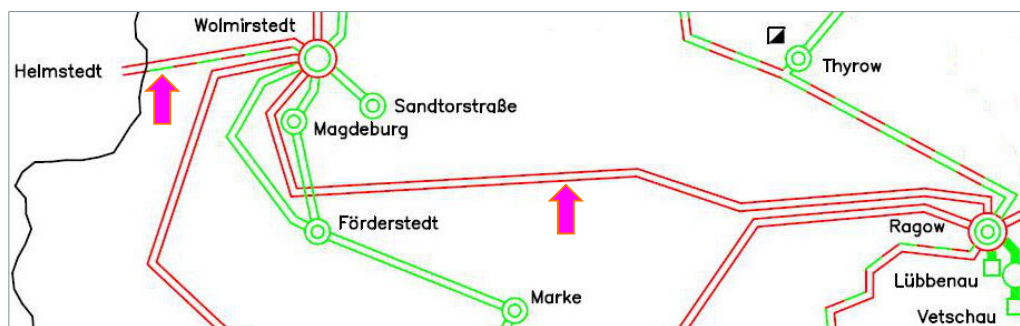 Wolmirstedt
Helmstedt
Thyrow
Sandtorstraße
Magdeburg
Förderstedt
Ragow
Lübbenau
Marke
Vetschau